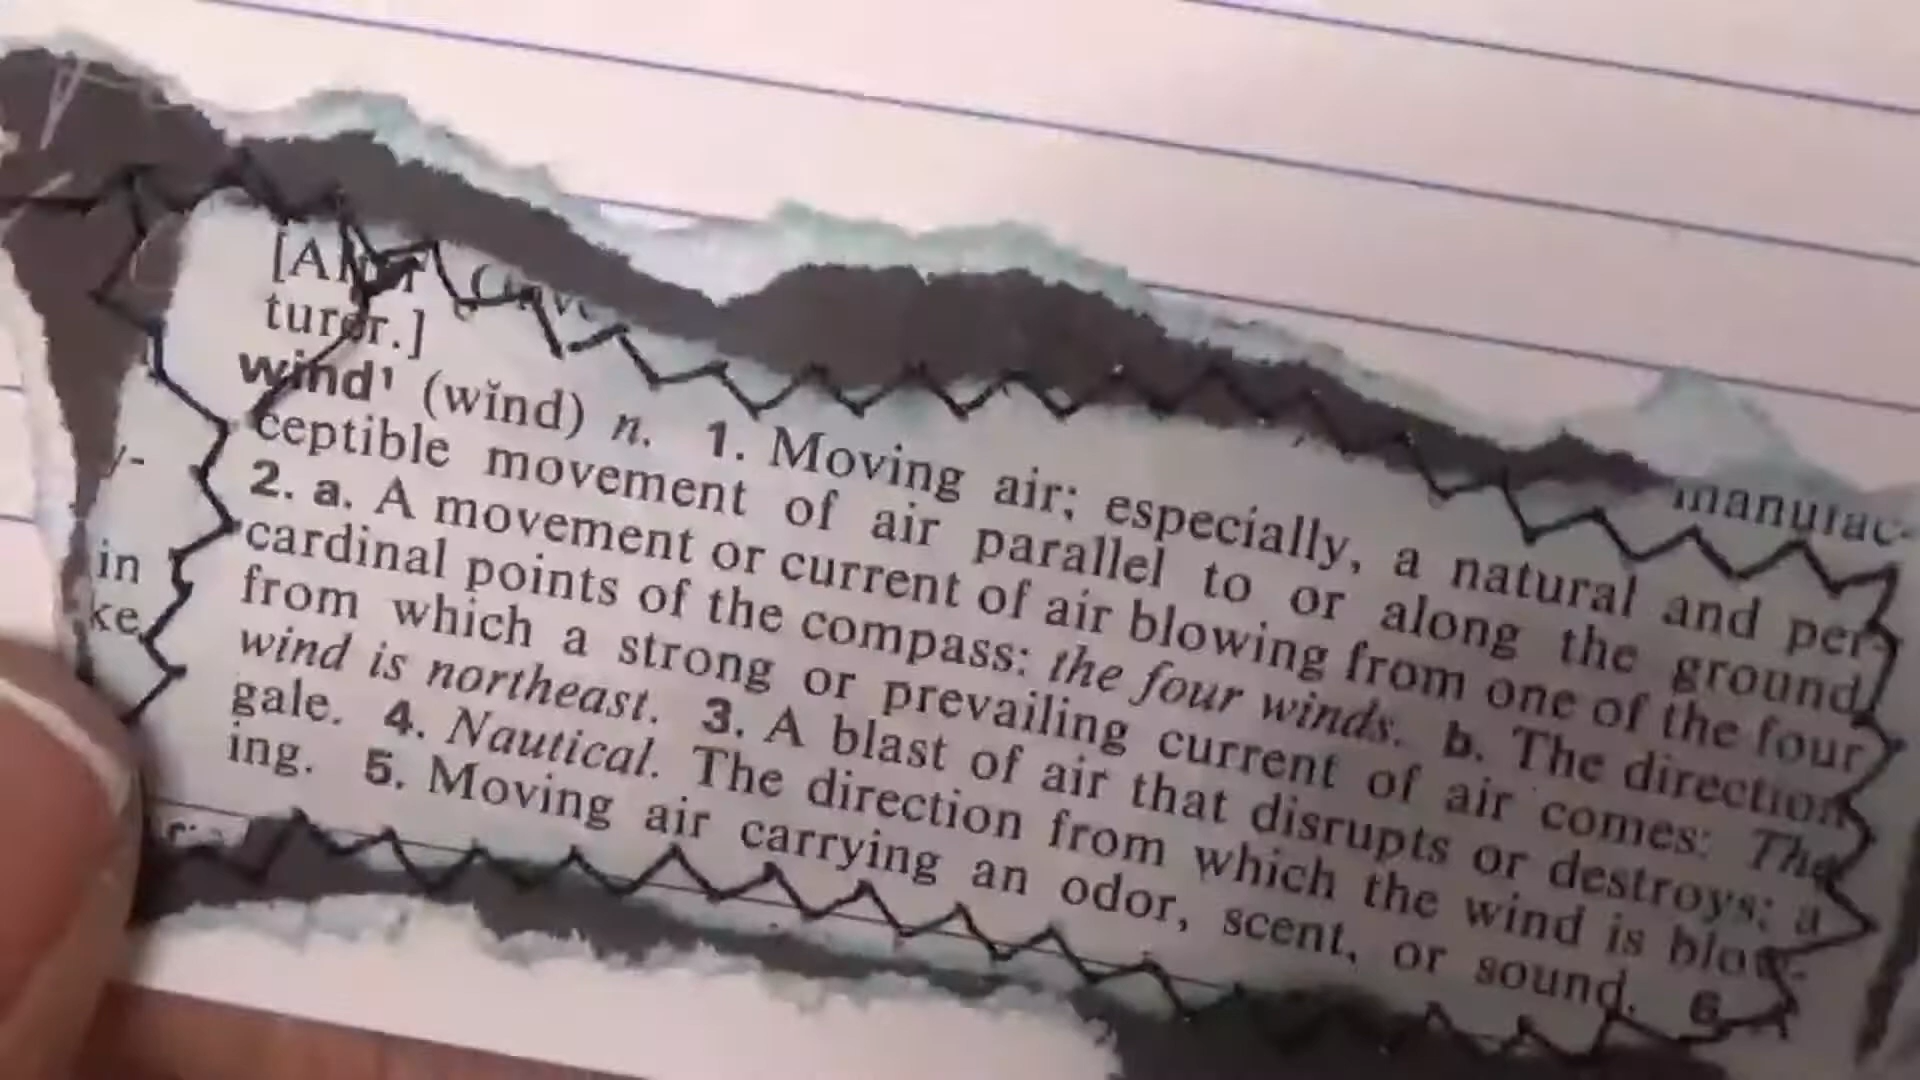 turer.]
manufac-
wind¹ (wĭnd) n. 1. Moving air; especially, a natural and per-
ceptible movement of air parallel to or along the ground.
2. a. A movement or current of air blowing from one of the four
cardinal points of the compass: the four winds. b. The direction
from which a strong or prevailing current of air comes: The
wind is northeast. 3. A blast of air that disrupts or destroys; a
gale. 4. Nautical. The direction from which the wind is blow-
ing. 5. Moving air carrying an odor, scent, or sound. 6.
y-
in
ke